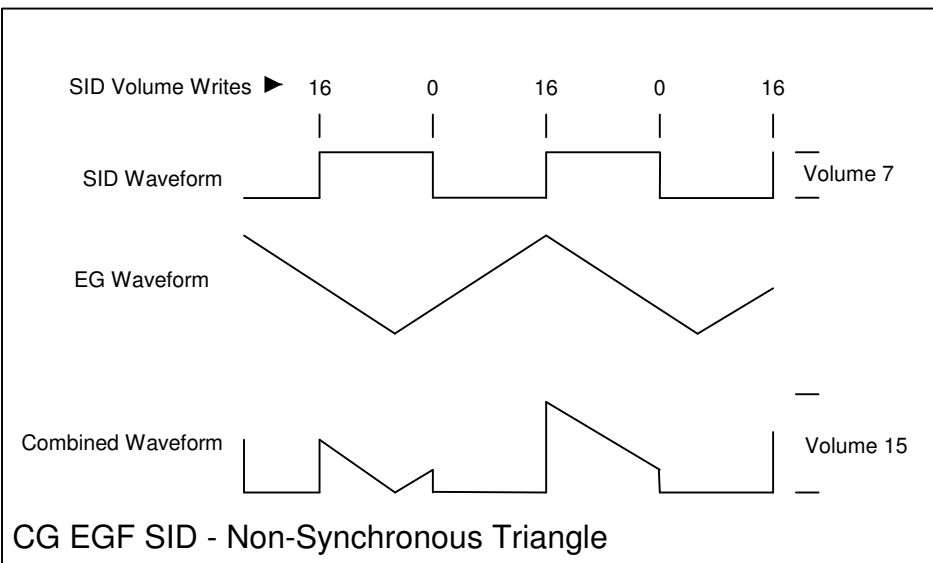 SID Volume Writes ► 16 0 16 0 16
SID Waveform
Volume 7
EG Waveform
Combined Waveform
Volume 15
CG EGF SID - Non-Synchronous Triangle